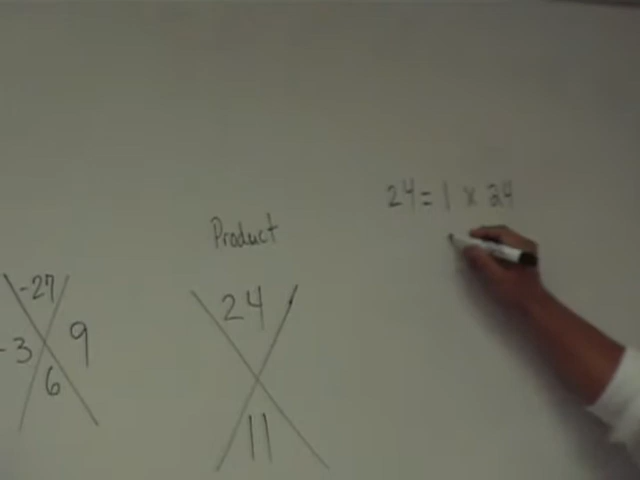 24 = 1 x 24
Product
-27
-3 9
6
24
11